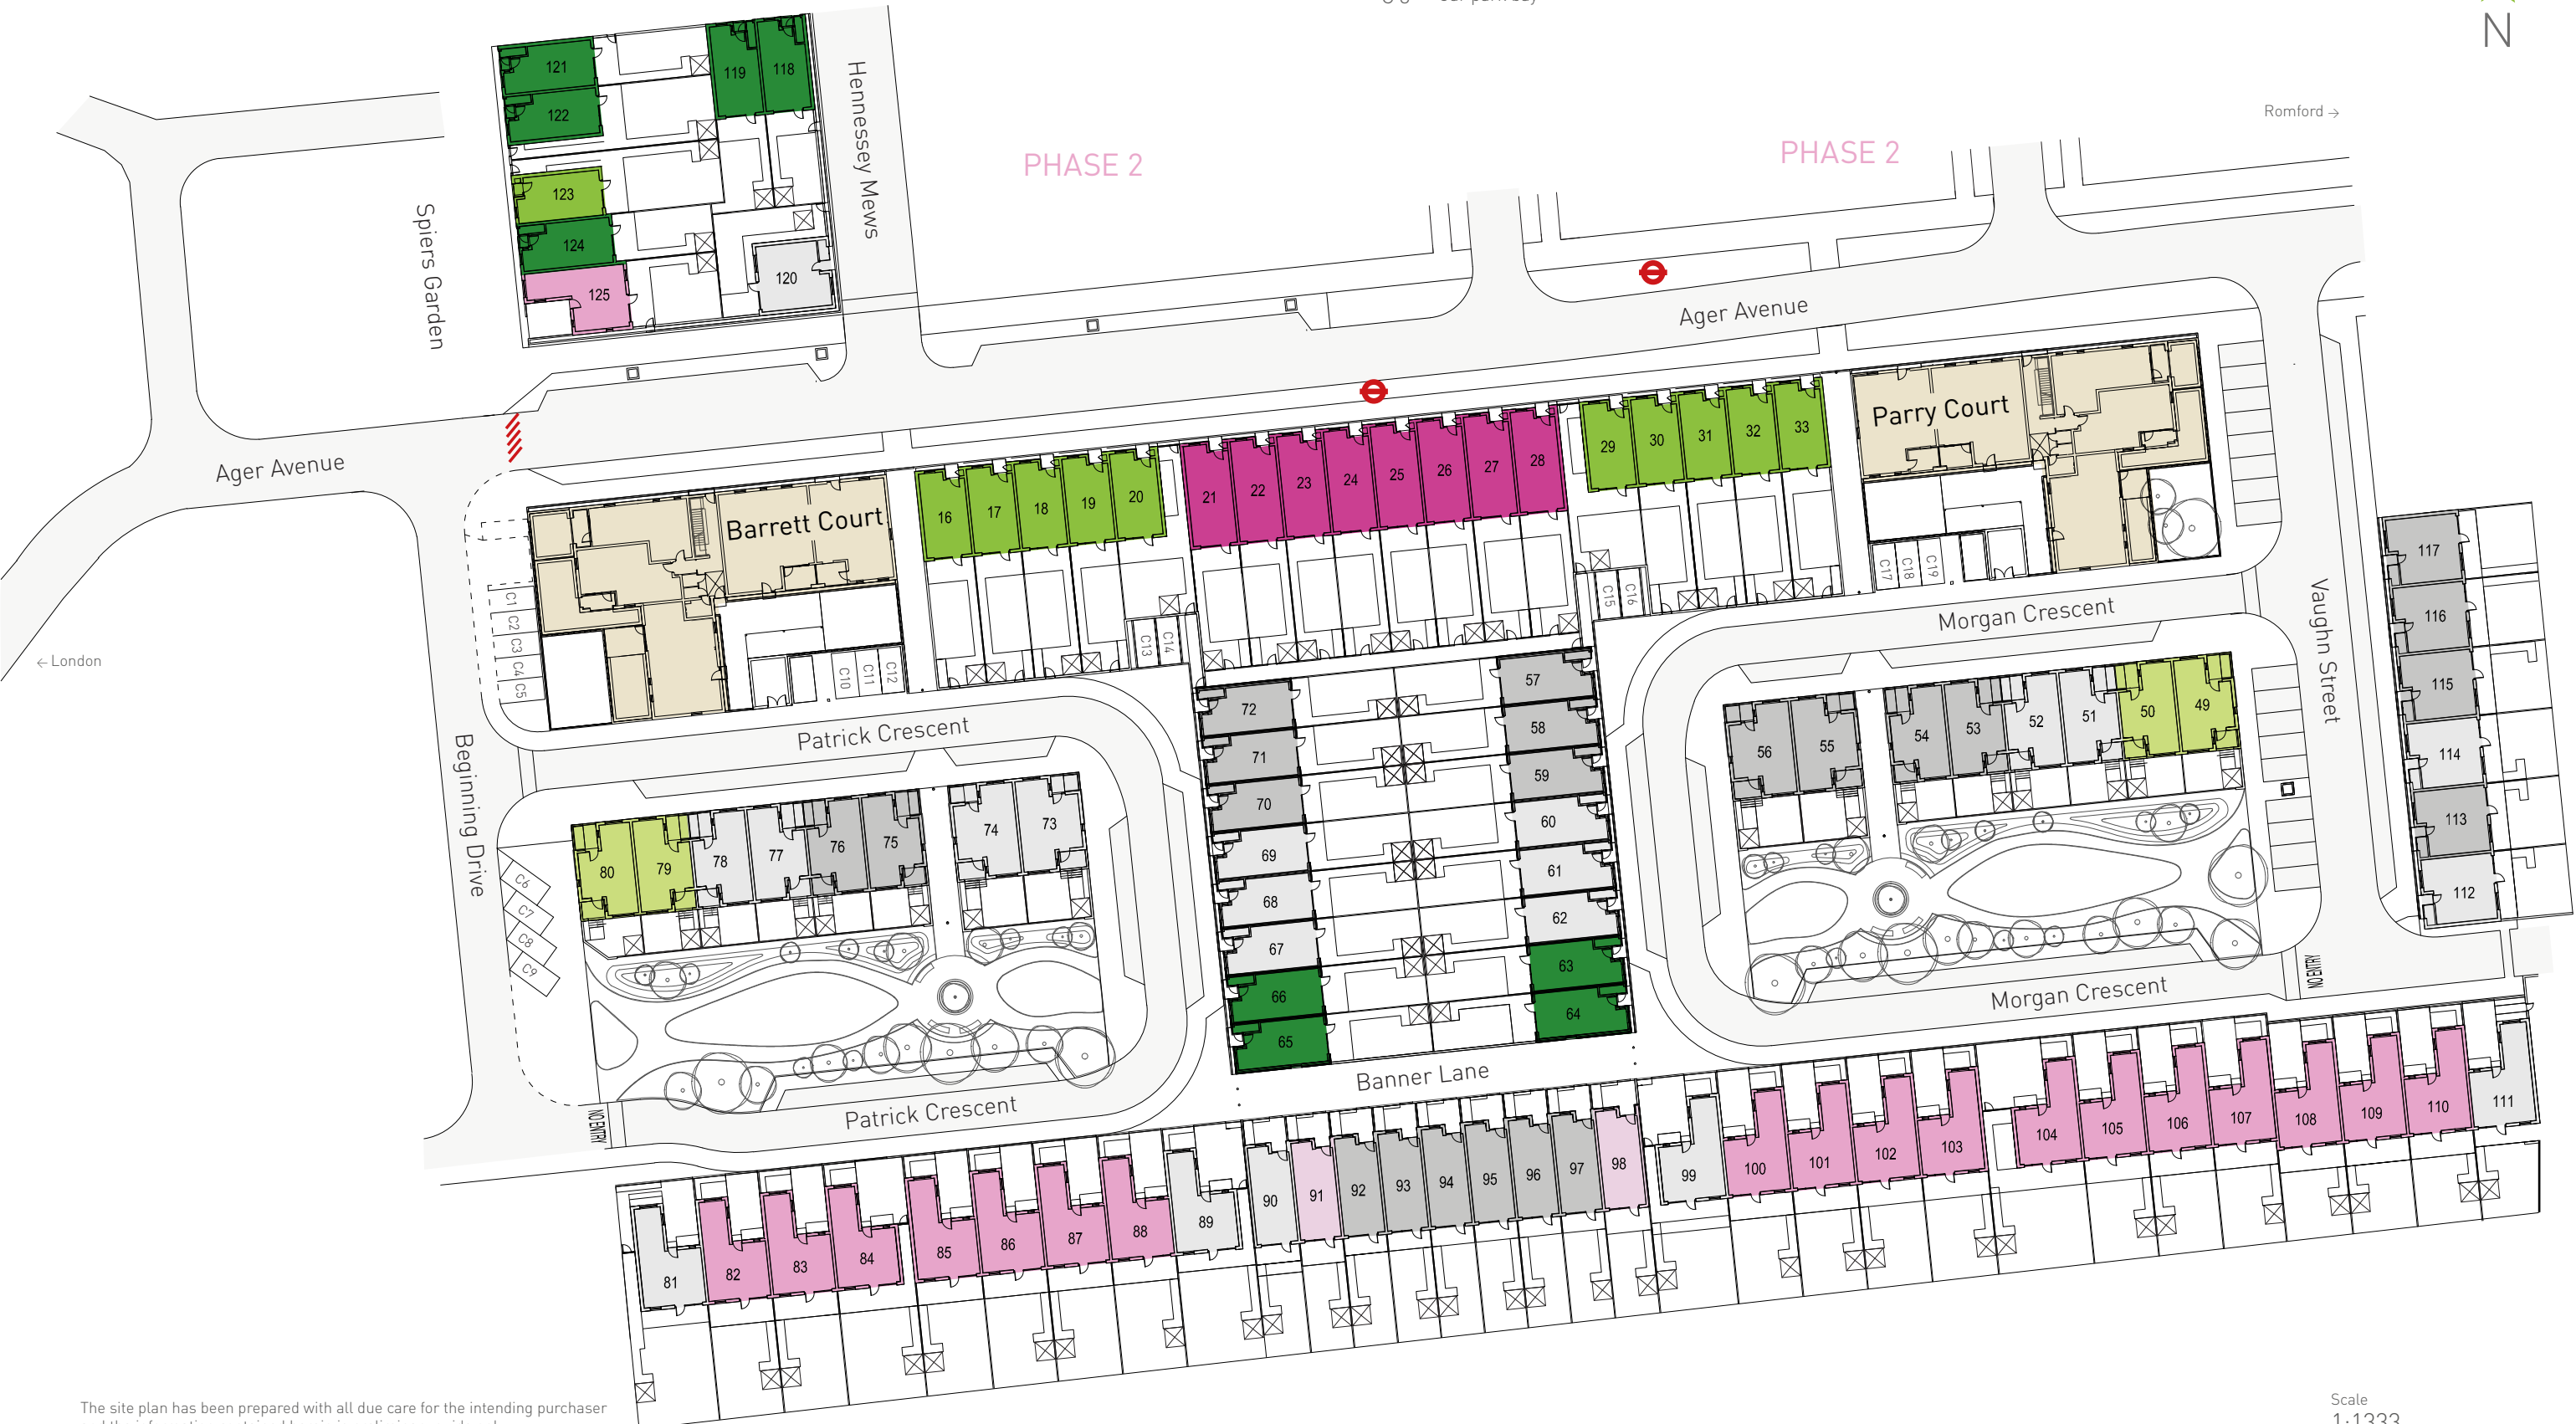 N
Romford →
PHASE 2
PHASE 2
Hennessey Mews
Spiers Garden
121
119
118
122
123
124
125
120
Ager Avenue
Ager Avenue
← London
Barrett Court
16
17
18
19
20
21
22
23
24
25
26
27
28
29
30
31
32
33
Parry Court
C1
C2
C3
C4
C5
C10
C11
C12
C13
C14
C15
C16
C17
C18
C19
Morgan Crescent
Vaughn Street
117
116
115
114
113
112
Patrick Crescent
Beginning Drive
72
71
70
69
68
67
66
65
57
58
59
60
61
62
63
64
56
55
54
53
52
51
50
49
80
79
78
77
76
75
74
73
C6
C7
C8
C9
NO ENTRY
Morgan Crescent
Banner Lane
Patrick Crescent
NO ENTRY
81
82
83
84
85
86
87
88
89
90
91
92
93
94
95
96
97
98
99
100
101
102
103
104
105
106
107
108
109
110
111
The site plan has been prepared with all due care for the intending purchaser
Scale
1:1333